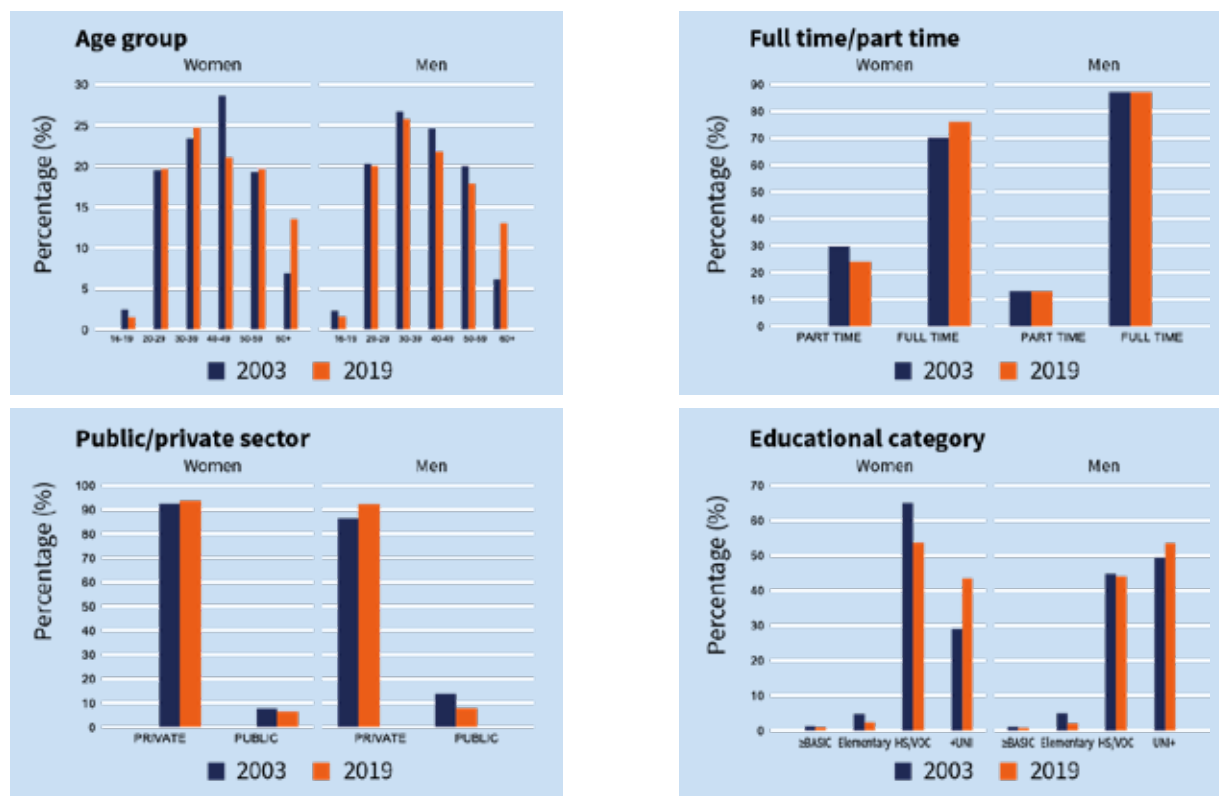 Age group
Women Men
Percentage (%)
30
25
20
15
10
5
0
16-19 20-29 30-39 40-49 50-59 60+ 16-19 20-29 30-39 40-49 50-59 60+
2003 2019
Full time/part time
Women Men
Percentage (%)
90
80
70
60
50
40
30
20
10
0
PART TIME FULL TIME PART TIME FULL TIME
2003 2019
Public/private sector
Women Men
Percentage (%)
100
90
80
70
60
50
40
30
20
10
0
PRIVATE PUBLIC PRIVATE PUBLIC
2003 2019
Educational category
Women Men
Percentage (%)
70
60
50
40
30
20
10
0
≥BASIC Elementary HS/VOC +UNI ≥BASIC Elementary HS/VOC UNI+
2003 2019